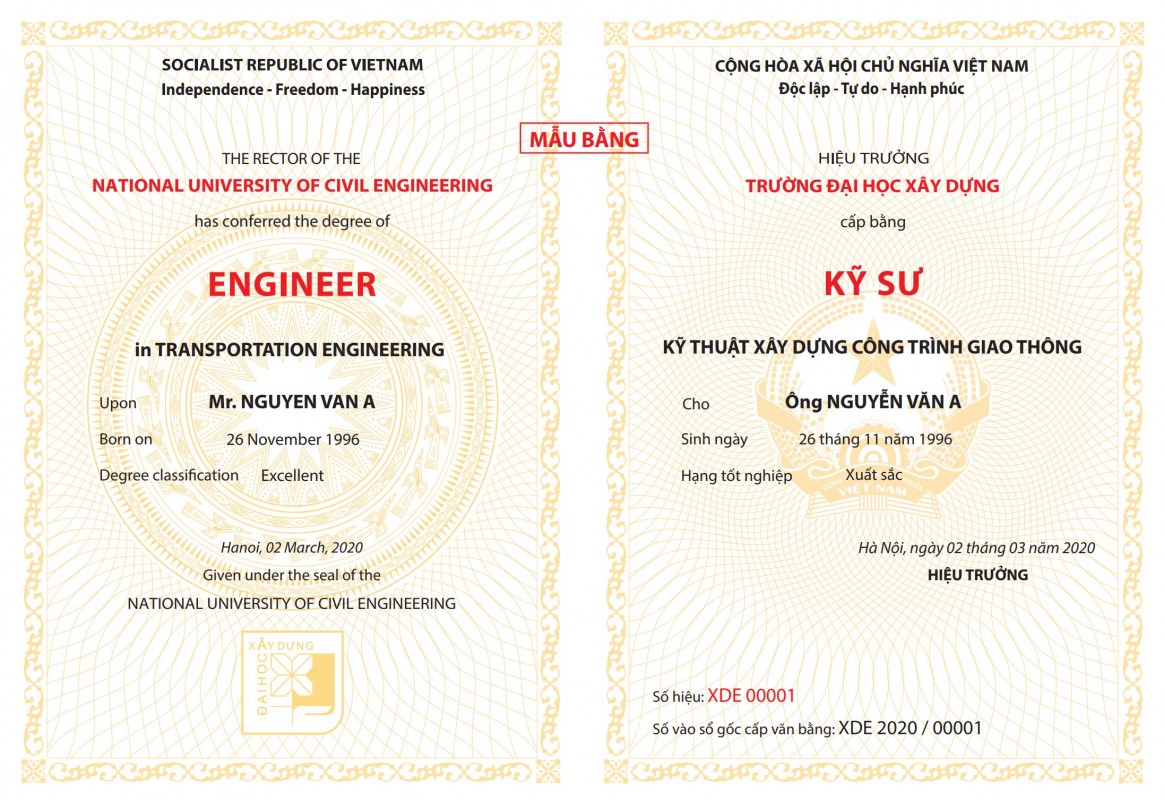 SOCIALIST REPUBLIC OF VIETNAM
Independence - Freedom - Happiness
THE RECTOR OF THE
NATIONAL UNIVERSITY OF CIVIL ENGINEERING
has conferred the degree of
ENGINEER
in TRANSPORTATION ENGINEERING
Upon Mr. NGUYEN VAN A
Born on 26 November 1996
Degree classification Excellent
Hanoi, 02 March, 2020
Given under the seal of the
NATIONAL UNIVERSITY OF CIVIL ENGINEERING
XÂY DỰNG
ĐẠI HỌC
MẪU BẰNG
CỘNG HÒA XÃ HỘI CHỦ NGHĨA VIỆT NAM
Độc lập - Tự do - Hạnh phúc
HIỆU TRƯỞNG
TRƯỜNG ĐẠI HỌC XÂY DỰNG
cấp bằng
KỸ SƯ
KỸ THUẬT XÂY DỰNG CÔNG TRÌNH GIAO THÔNG
Cho Ông NGUYỄN VĂN A
Sinh ngày 26 tháng 11 năm 1996
Hạng tốt nghiệp Xuất sắc
VIỆT NAM
Hà Nội, ngày 02 tháng 03 năm 2020
HIỆU TRƯỞNG
Số hiệu: XDE 00001
Số vào sổ gốc cấp văn bằng: XDE 2020 / 00001